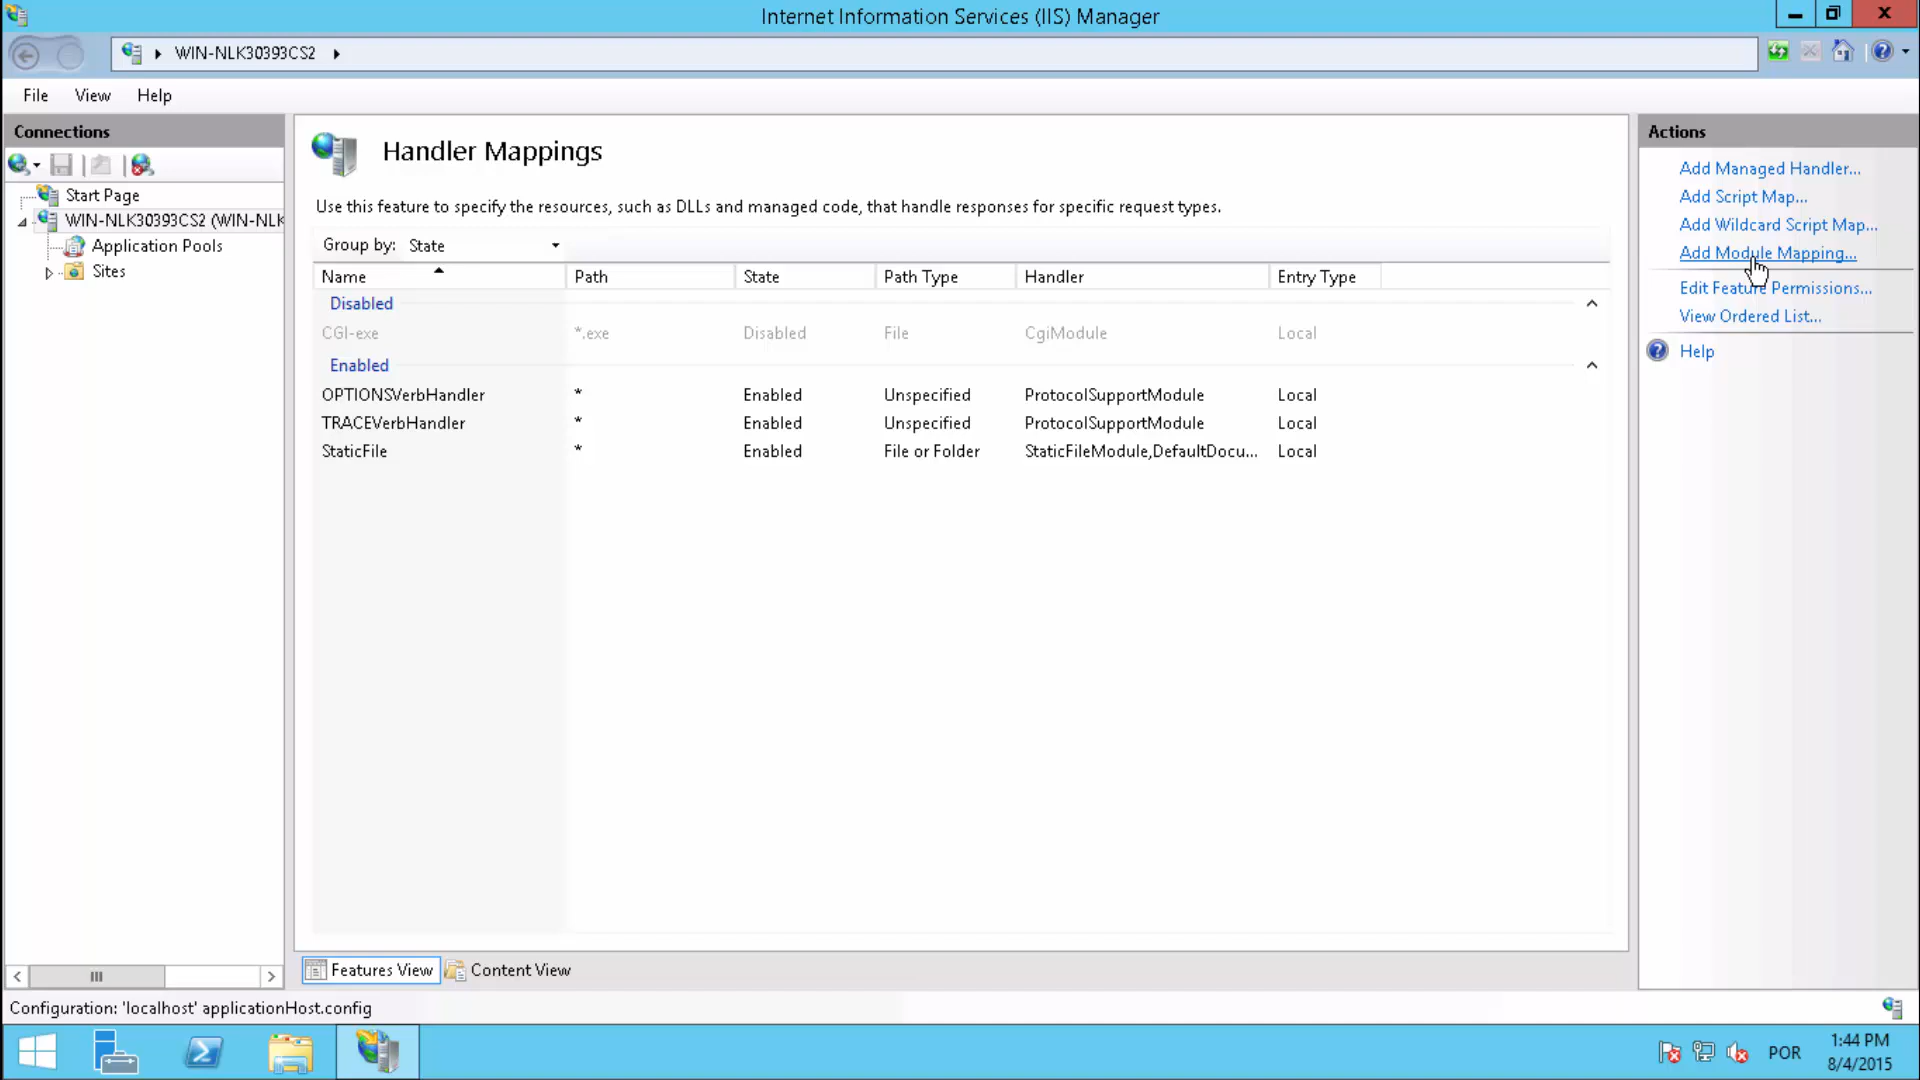 Internet Information Services (IIS) Manager
WIN-NLK30393CS2
File View Help
Connections
Start Page
WIN-NLK30393CS2 (WIN-NLK
Application Pools
Sites
Handler Mappings
Use this feature to specify the resources, such as DLLs and managed code, that handle responses for specific request types.
Group by: State
Name Path State Path Type Handler Entry Type
Disabled
CGI-exe *.exe Disabled File CgiModule Local
Enabled
OPTIONSVerbHandler * Enabled Unspecified ProtocolSupportModule Local
TRACEVerbHandler * Enabled Unspecified ProtocolSupportModule Local
StaticFile * Enabled File or Folder StaticFileModule,DefaultDocu... Local
Features View Content View
Actions
Add Managed Handler...
Add Script Map...
Add Wildcard Script Map...
Add Module Mapping...
Edit Feature Permissions...
View Ordered List...
Help
Configuration: 'localhost' applicationHost.config
POR
1:44 PM
8/4/2015